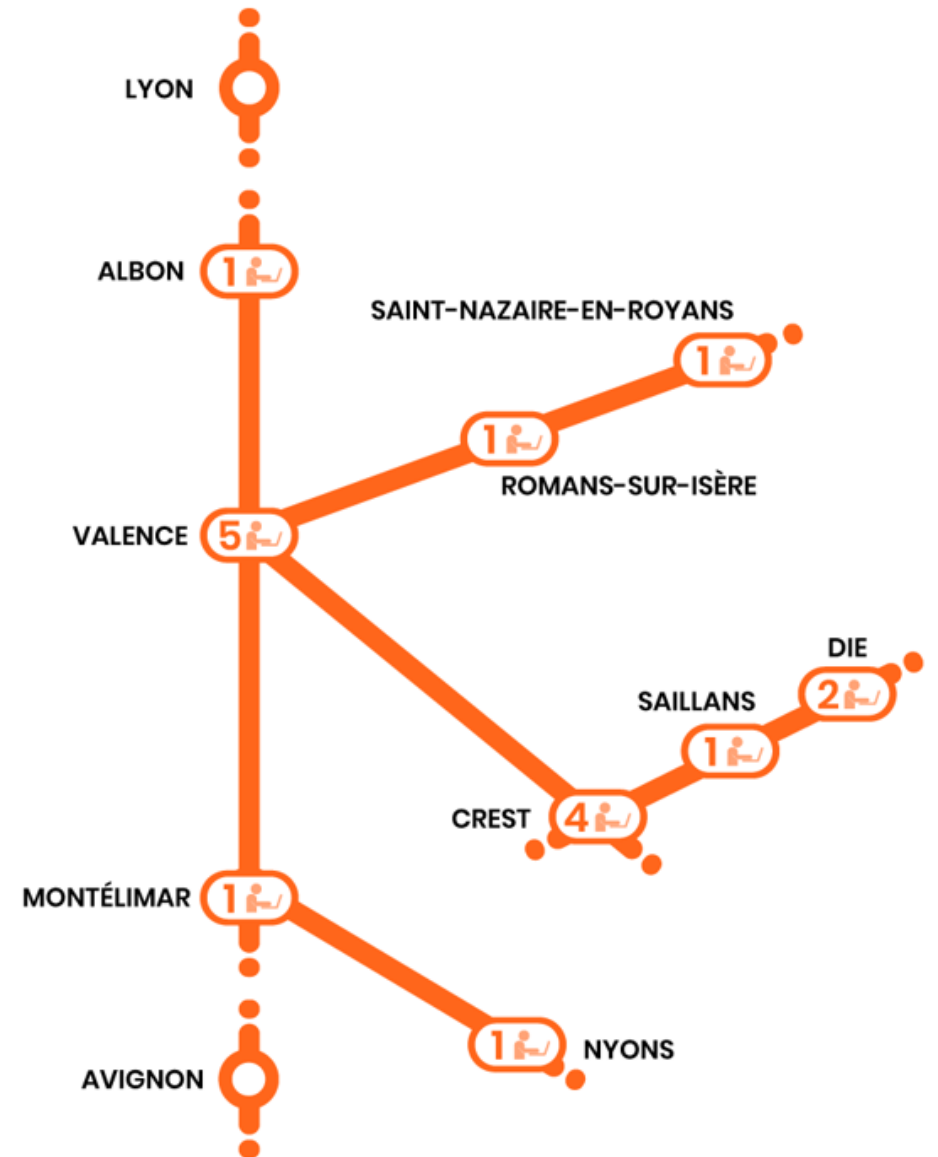 LYON
ALBON 1
SAINT-NAZAIRE-EN-ROYANS
1
1
ROMANS-SUR-ISÈRE
VALENCE 5
DIE
2
SAILLANS
1
CREST 4
MONTÉLIMAR 1
1 NYONS
AVIGNON